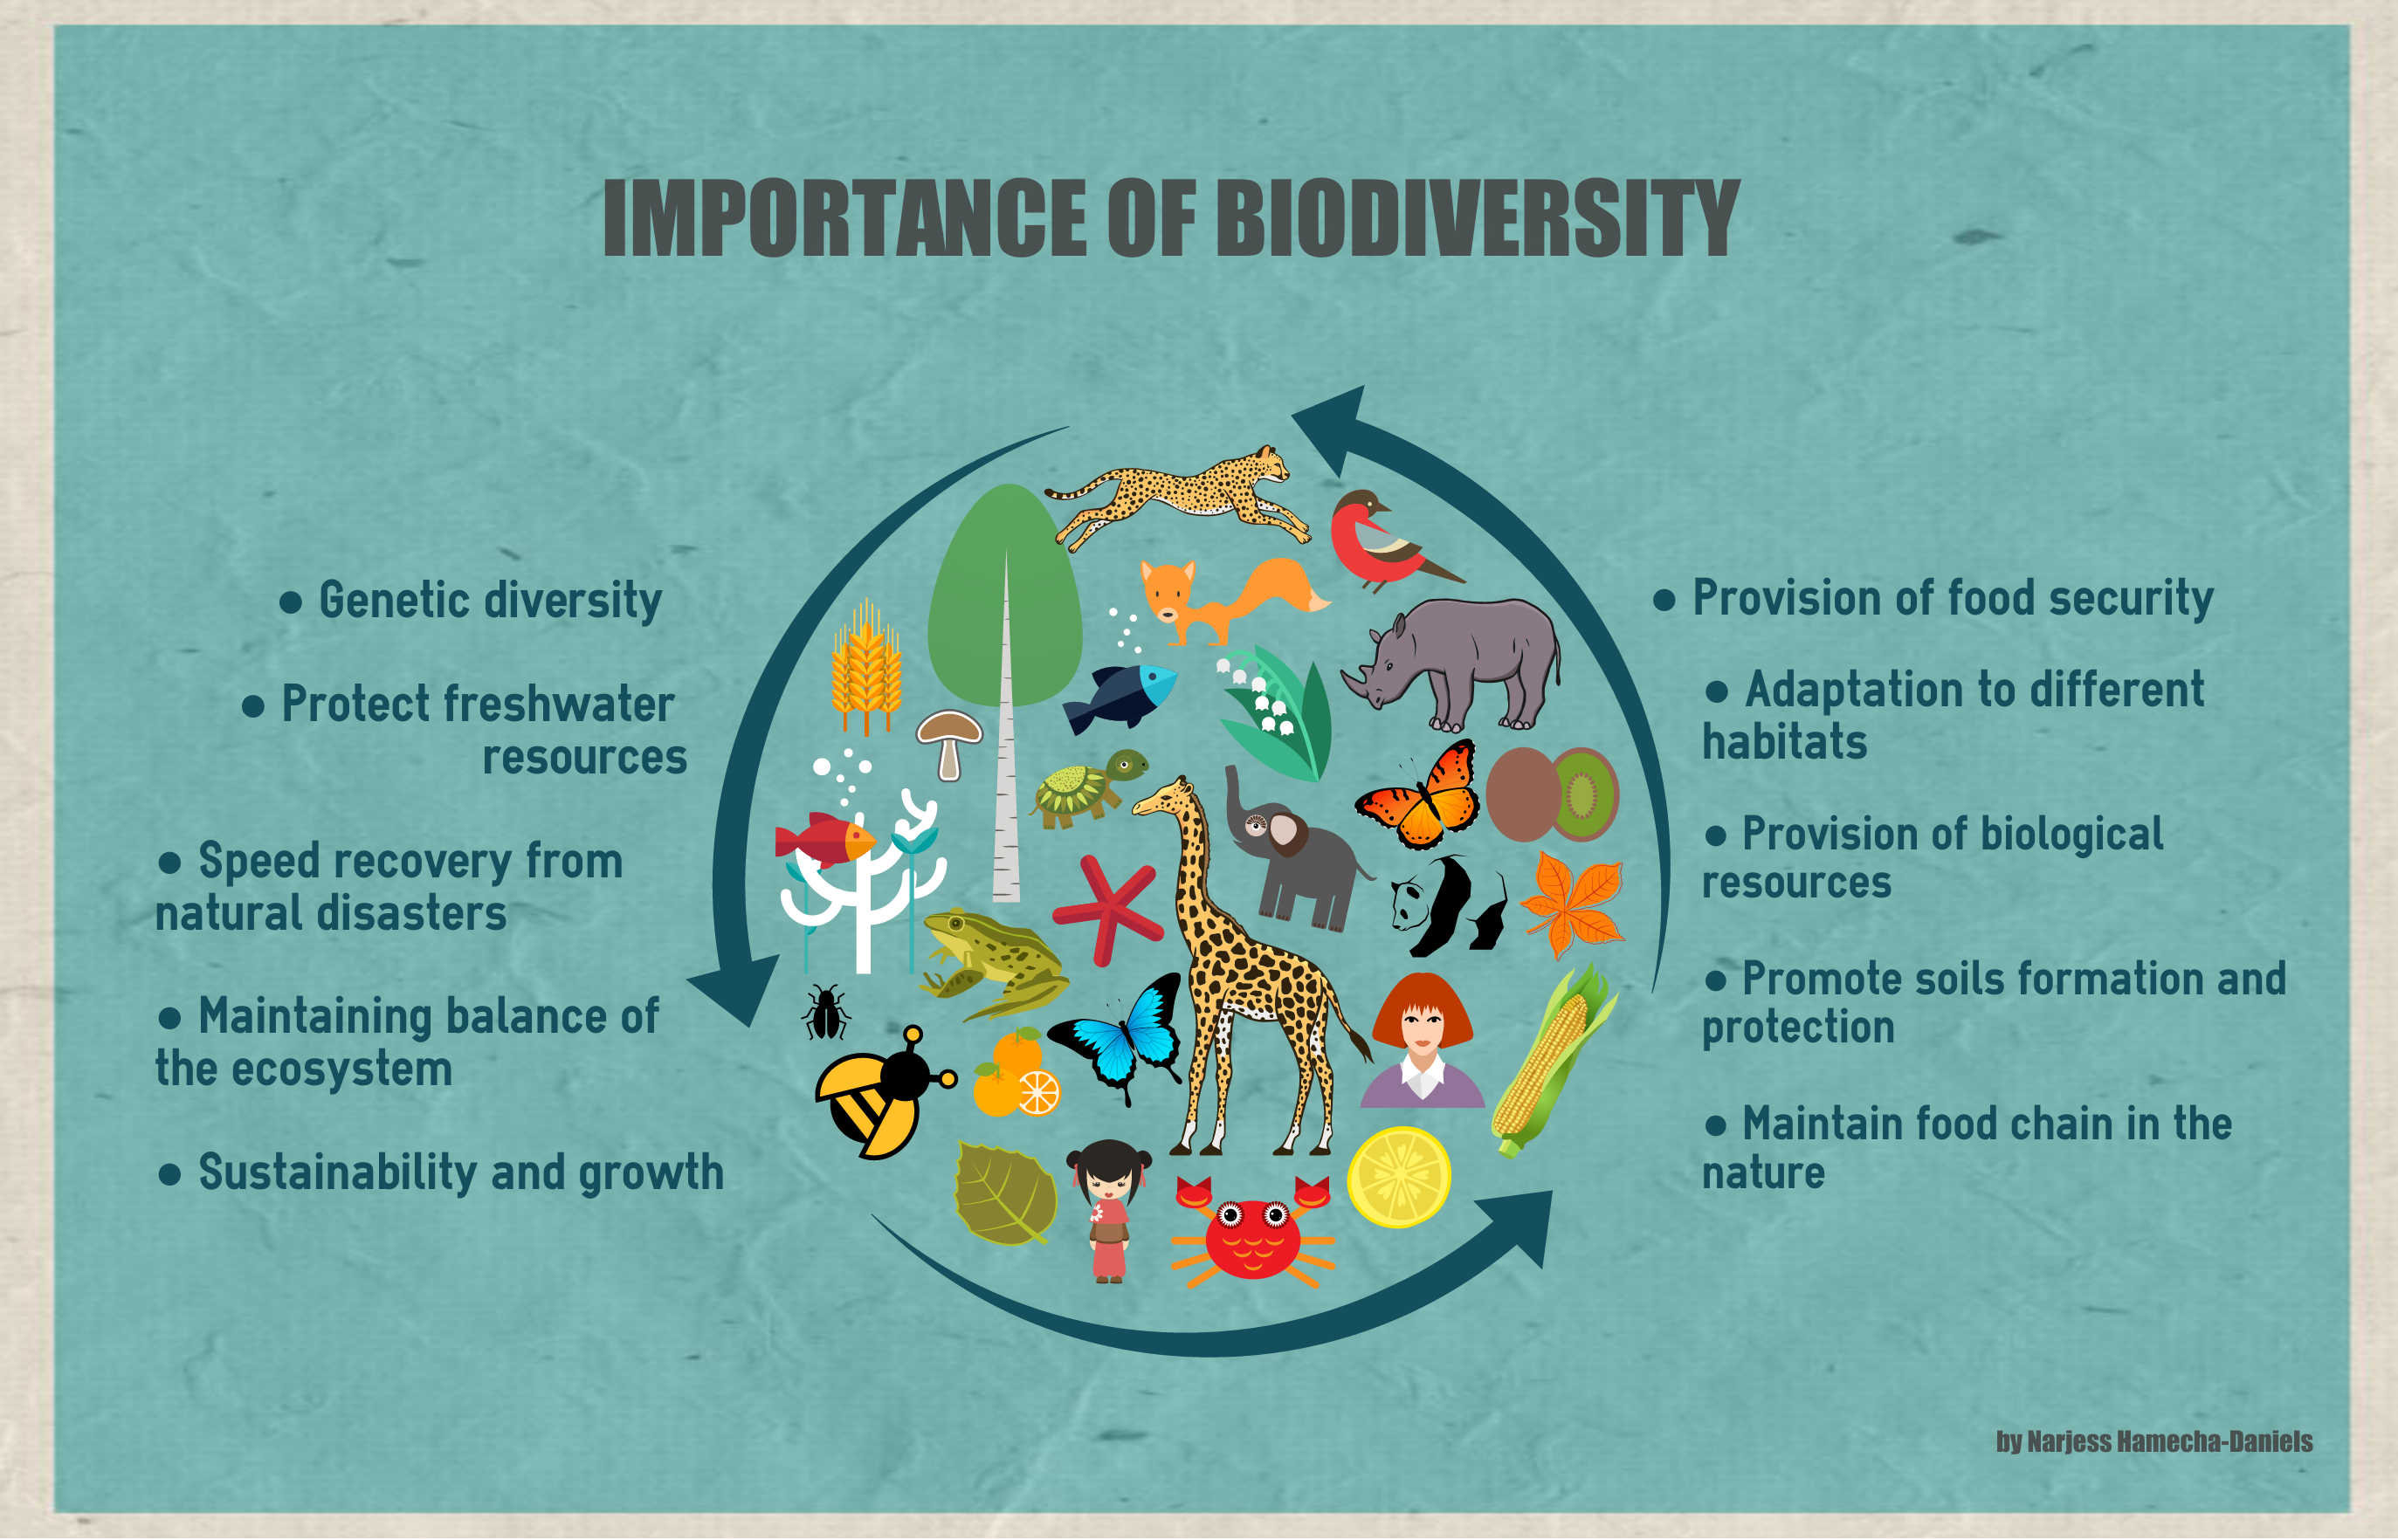 IMPORTANCE OF BIODIVERSITY
● Genetic diversity
● Protect freshwater
resources
● Speed recovery from
natural disasters
● Maintaining balance of
the ecosystem
● Sustainability and growth
● Provision of food security
● Adaptation to different
habitats
● Provision of biological
resources
● Promote soils formation and
protection
● Maintain food chain in the
nature
by Narjess Hamecha-Daniels